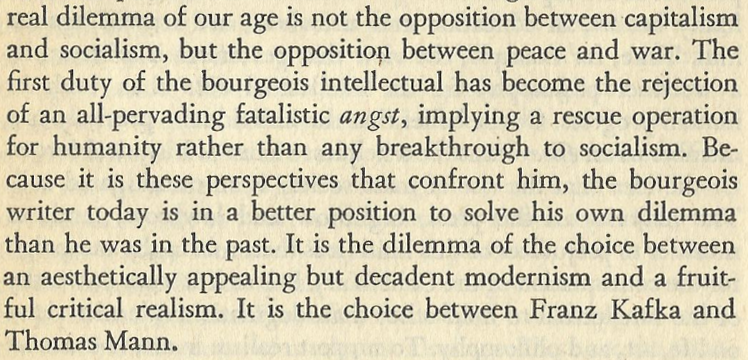 real dilemma of our age is not the opposition between capitalism
and socialism, but the opposition between peace and war. The
first duty of the bourgeois intellectual has become the rejection
of an all-pervading fatalistic angst, implying a rescue operation
for humanity rather than any breakthrough to socialism. Be-
cause it is these perspectives that confront him, the bourgeois
writer today is in a better position to solve his own dilemma
than he was in the past. It is the dilemma of the choice between
an aesthetically appealing but decadent modernism and a fruit-
ful critical realism. It is the choice between Franz Kafka and
Thomas Mann.